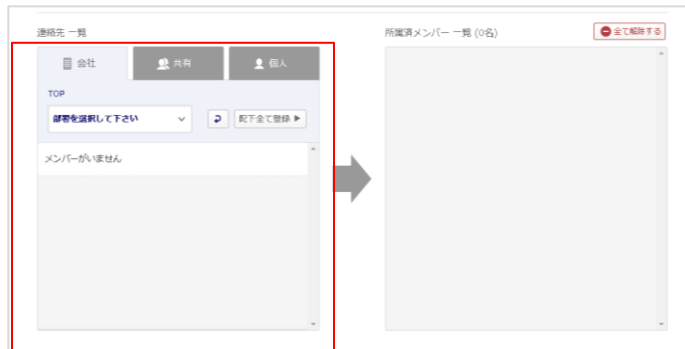 連絡先 一覧
所属済メンバー 一覧 (0名)
全て解除する
会社
共有
個人
TOP
部署を選択して下さい
配下全て登録 ▶
メンバーがいません